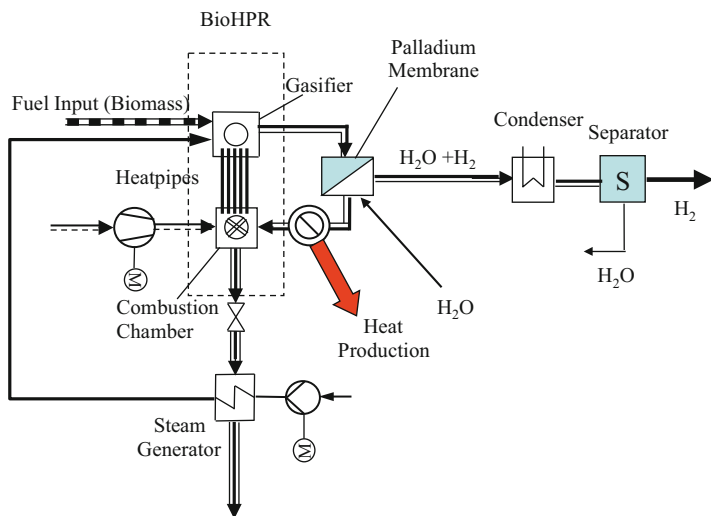 BioHPR
Palladium
Membrane
Gasifier
Fuel Input (Biomass)
Condenser
Separator
H₂O +H₂
Heatpipes
S
H₂
M
H₂O
Combustion
Chamber
H₂O
Heat
Production
Steam
Generator
M